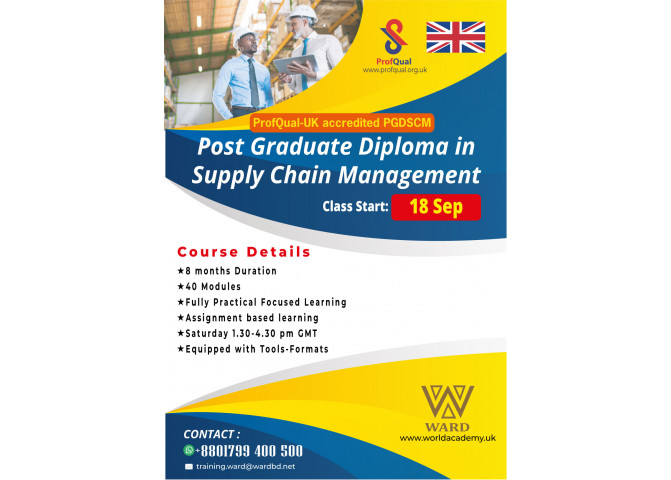 ProfQual
www.profqual.org.uk
ProfQual-UK accredited PGDSCM
Post Graduate Diploma in
Supply Chain Management
Class Start: 18 Sep
Course Details
★8 months Duration
★40 Modules
★Fully Practical Focused Learning
★Assignment based learning
★Saturday 1.30-4.30 pm GMT
★Equipped with Tools-Formats
WARD
www.worldacademy.uk
CONTACT :
+8801799 400 500
training.ward@wardbd.net